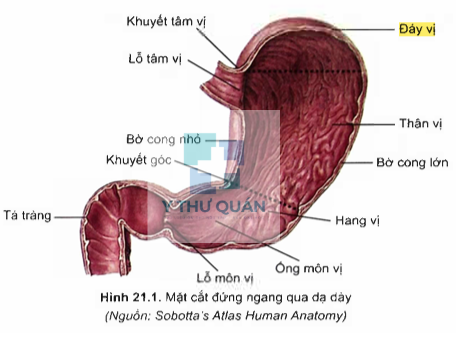 Khuyết tâm vị
Đáy vị
Lỗ tâm vị
Thân vị
Bờ cong nhỏ
Khuyết góc
Bờ cong lớn
Y THƯ QUÁN
Tá tràng
Hang vị
Ống môn vị
Lỗ môn vị
Hình 21.1. Mặt cắt đứng ngang qua dạ dày
(Nguồn: Sobotta's Atlas Human Anatomy)